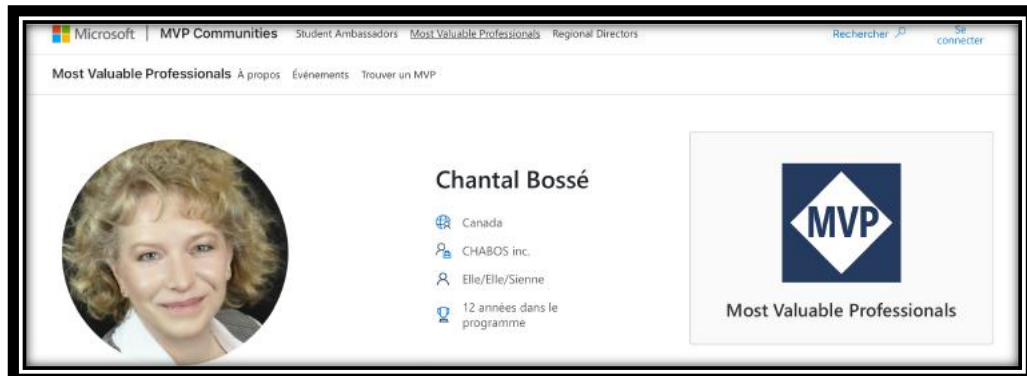 Microsoft | MVP Communities Student Ambassadors Most Valuable Professionals Regional Directors Rechercher Se connecter
Most Valuable Professionals À propos Événements Trouver un MVP
Chantal Bossé
Canada
CHABOS inc.
Elle/Elle/Sienne
12 années dans le
programme
MVP
Most Valuable Professionals